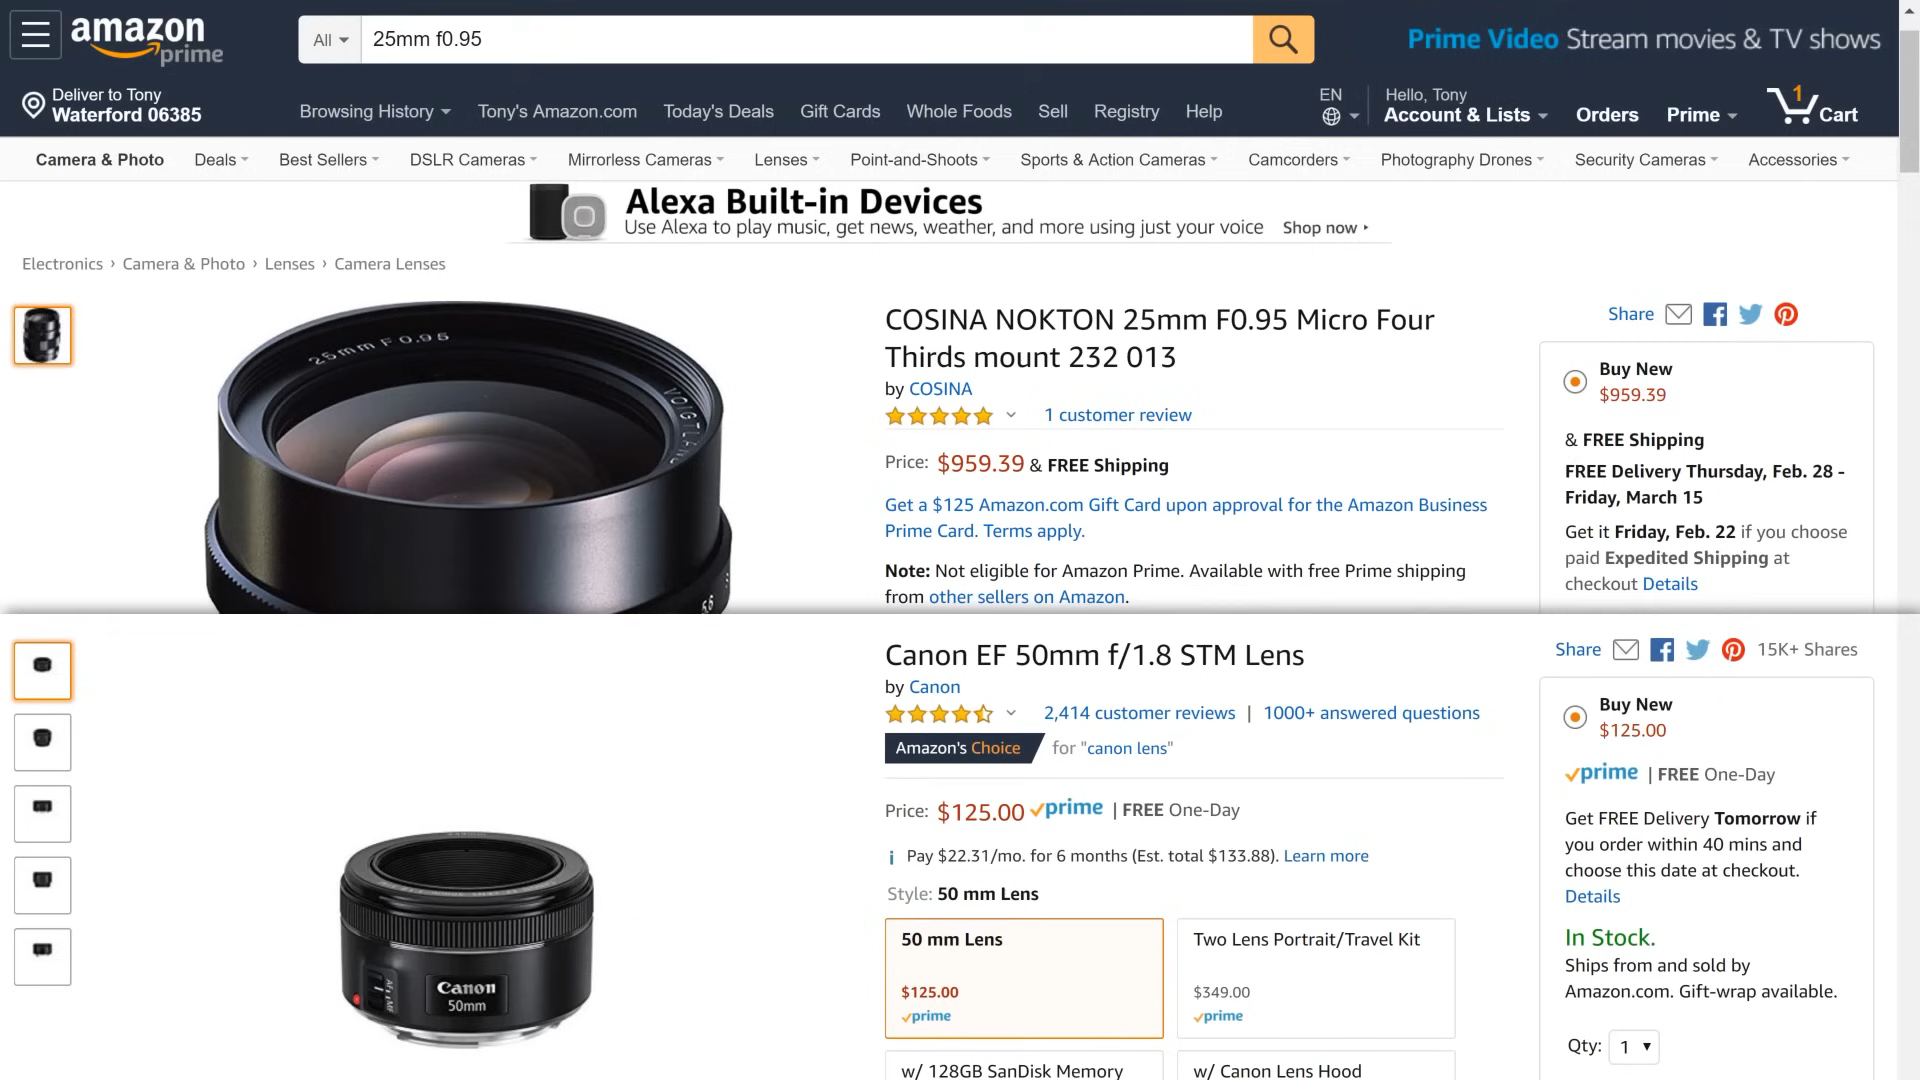 amazon
prime
All
25mm f0.95
Prime Video Stream movies & TV shows
Deliver to Tony
Waterford 06385
Browsing History
Tony's Amazon.com
Today's Deals
Gift Cards
Whole Foods
Sell
Registry
Help
EN
Hello, Tony
Account & Lists
Orders
Prime
1
Cart
Camera & Photo
Deals
Best Sellers
DSLR Cameras
Mirrorless Cameras
Lenses
Point-and-Shoots
Sports & Action Cameras
Camcorders
Photography Drones
Security Cameras
Accessories
Alexa Built-in Devices
Use Alexa to play music, get news, weather, and more using just your voice
Shop now
Electronics › Camera & Photo › Lenses › Camera Lenses
25mm F0.95
COSINA NOKTON 25mm F0.95 Micro Four
Thirds mount 232 013
by COSINA
1 customer review
Price: $959.39 & FREE Shipping
Get a $125 Amazon.com Gift Card upon approval for the Amazon Business
Prime Card. Terms apply.
Note: Not eligible for Amazon Prime. Available with free Prime shipping
from other sellers on Amazon.
Share
Buy New
$959.39
& FREE Shipping
FREE Delivery Thursday, Feb. 28 -
Friday, March 15
Get it Friday, Feb. 22 if you choose
paid Expedited Shipping at
checkout Details
Canon EF 50mm f/1.8 STM Lens
by Canon
2,414 customer reviews | 1000+ answered questions
Amazon's Choice for "canon lens"
Price: $125.00 prime | FREE One-Day
Pay $22.31/mo. for 6 months (Est. total $133.88). Learn more
Style: 50 mm Lens
50 mm Lens
$125.00
prime
Two Lens Portrait/Travel Kit
$349.00
prime
w/ 128GB SanDisk Memory
w/ Canon Lens Hood
Canon
50mm
Share
15K+ Shares
Buy New
$125.00
prime | FREE One-Day
Get FREE Delivery Tomorrow if
you order within 40 mins and
choose this date at checkout.
Details
In Stock.
Ships from and sold by
Amazon.com. Gift-wrap available.
Qty: 1